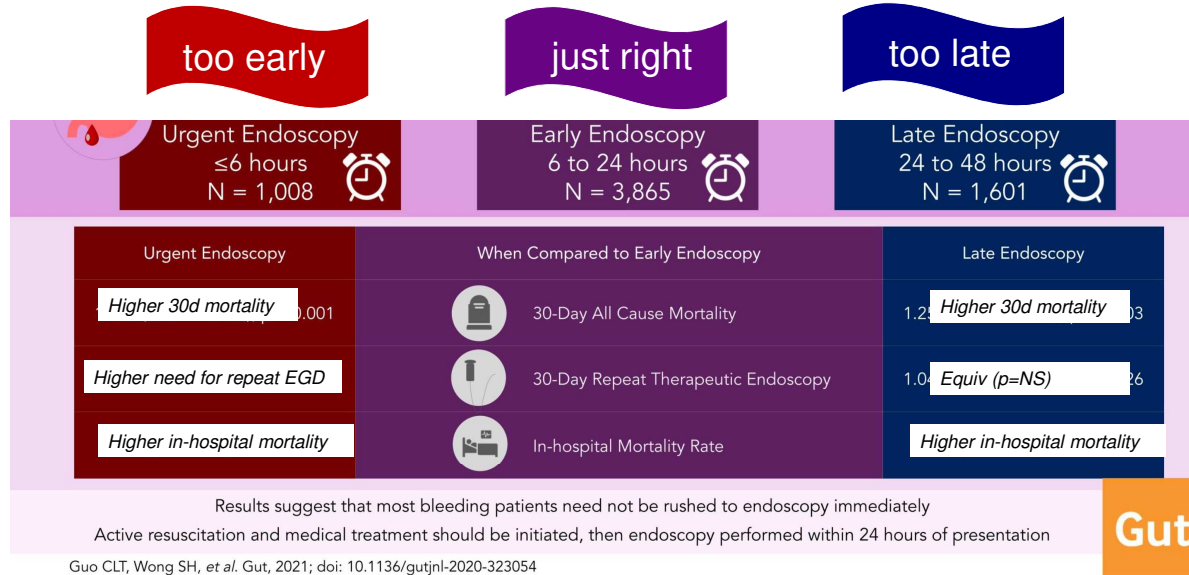 too early
just right
too late
Urgent Endoscopy
≤6 hours
N = 1,008
Early Endoscopy
6 to 24 hours
N = 3,865
Late Endoscopy
24 to 48 hours
N = 1,601
Urgent Endoscopy
When Compared to Early Endoscopy
Late Endoscopy
Higher 30d mortality
30-Day All Cause Mortality
Higher 30d mortality
Higher need for repeat EGD
30-Day Repeat Therapeutic Endoscopy
Equiv (p=NS)
Higher in-hospital mortality
In-hospital Mortality Rate
Higher in-hospital mortality
Results suggest that most bleeding patients need not be rushed to endoscopy immediately
Active resuscitation and medical treatment should be initiated, then endoscopy performed within 24 hours of presentation
Gut
Guo CLT, Wong SH, et al. Gut, 2021; doi: 10.1136/gutjnl-2020-323054